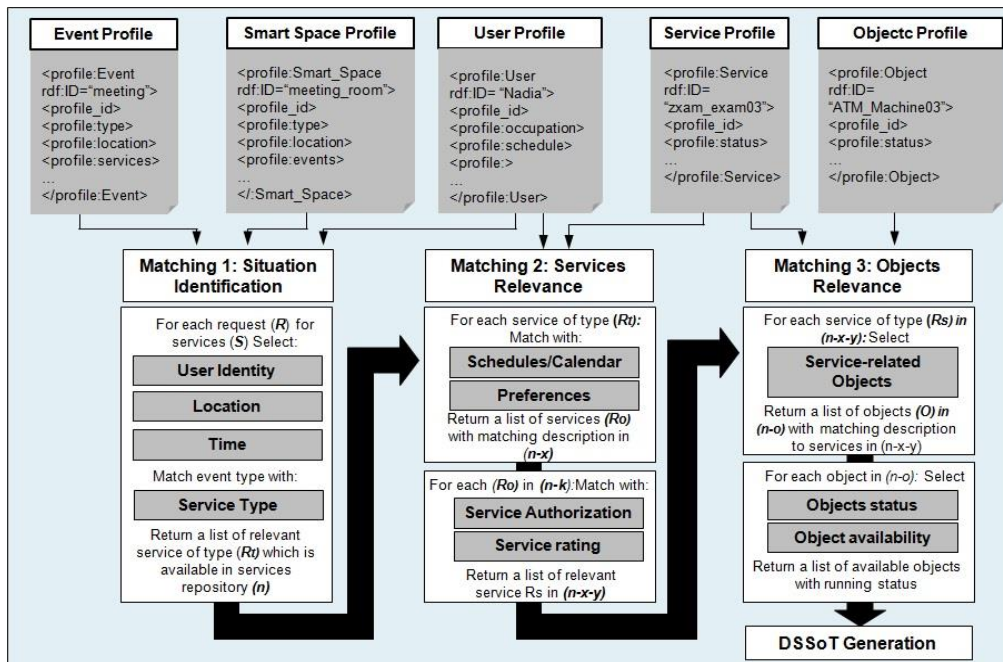 Event Profile
<profile:Event
rdf:ID=“meeting”>
<profile_id>
<profile:type>
<profile:location>
<profile:services>
...
</profile:Event>
Smart Space Profile
<profile:Smart_Space
rdf:ID=“meeting_room”>
<profile_id>
<profile:type>
<profile:location>
<profile:events>
...
</:Smart_Space>
User Profile
<profile:User
rdf:ID= “Nadia”>
<profile_id>
<profile:occupation>
<profile:schedule>
<profile:>
...
</profile:User>
Service Profile
<profile:Service
rdf:ID=
“zxam_exam03”>
<profile_id>
<profile:status>
...
</profile:Service>
Objectc Profile
<profile:Object
rdf:ID=
“ATM_Machine03”>
<profile_id>
<profile:status>
...
</profile:Object>
Matching 1: Situation
Identification
For each request (R) for
services (S) Select:
User Identity
Location
Time
Match event type with:
Service Type
Return a list of relevant
service of type (Rt) which is
available in services
repository (n)
Matching 2: Services
Relevance
For each service of type (Rt):
Match with:
Schedules/Calendar
Preferences
Return a list of services (Ro)
with matching description in
(n-x)
For each (Ro) in (n-k):Match with:
Service Authorization
Service rating
Return a list of relevant
service Rs in (n-x-y)
Matching 3: Objects
Relevance
For each service of type (Rs) in
(n-x-y): Select
Service-related
Objects
Return a list of objects (O) in
(n-o) with matching description
to services in (n-x-y)
For each object in (n-o): Select
Objects status
Object availability
Return a list of available objects
with running status
DSSoT Generation